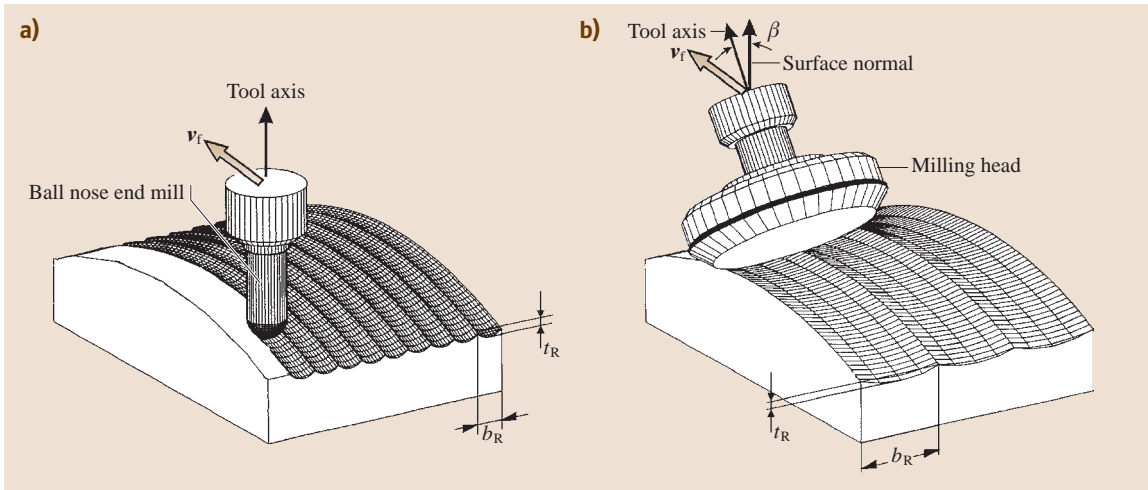 a)
Tool axis
vf
Ball nose end mill
tR
bR
b)
Tool axis
β
vf
Surface normal
Milling head
tR
bR